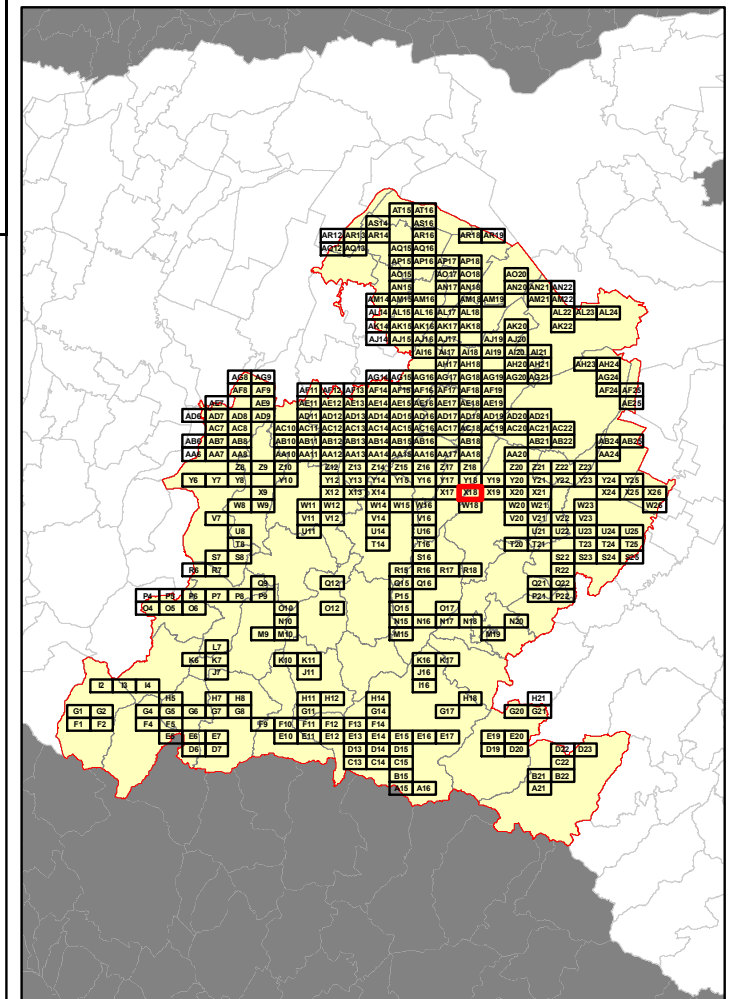 AT15 AT16
AS14 AS16
AR12 AR13 AR14 AR16 AR18 AR19
AQ12 AQ13 AQ15 AQ16
AP15 AP16 AP17 AP18
AO15 AO17 AO18 AO20
AN15 AN17 AN18 AN20 AN21 AN22
AM14 AM15 AM16 AM18 AM19 AM21 AM22
AL14 AL15 AL16 AL17 AL18 AL22 AL23 AL24
AK14 AK15 AK16 AK17 AK18 AK20 AK22
AJ14 AJ15 AJ16 AJ17 AJ19 AJ20
AI16 AI17 AI18 AI19 AI20 AI21
AH17 AH18 AH20 AH21 AH23 AH24
AG8 AG9 AG14 AG15 AG16 AG17 AG18 AG19 AG20 AG21 AG24
AF8 AF9 AF11 AF12 AF13 AF14 AF15 AF16 AF17 AF18 AF19 AF24 AF25
AE7 AE9 AE11 AE12 AE13 AE14 AE15 AE16 AE17 AE18 AE19 AE25
AD6 AD7 AD8 AD9 AD11 AD12 AD13 AD14 AD15 AD16 AD17 AD18 AD19 AD20 AD21
AC7 AC8 AC10 AC11 AC12 AC13 AC14 AC15 AC16 AC17 AC18 AC19 AC20 AC21 AC22
AB6 AB7 AB8 AB10 AB11 AB12 AB13 AB14 AB15 AB16 AB18 AB21 AB22 AB24 AB25
AA6 AA7 AA8 AA10 AA11 AA12 AA13 AA14 AA15 AA16 AA17 AA18 AA20 AA24
Z8 Z9 Z10 Z12 Z13 Z14 Z15 Z16 Z17 Z18 Z20 Z21 Z22 Z23
Y6 Y7 Y8 Y10 Y12 Y13 Y14 Y15 Y16 Y17 Y18 Y19 Y20 Y21 Y22 Y24 Y25
X9 X12 X13 X14 X17 X18 X19 X20 X21 X24 X25 X26
W8 W9 W11 W12 W14 W15 W16 W18 W20 W21 W23 W26
V7 V11 V12 V14 V16 V20 V21 V22 V23
U8 U11 U14 U16 U21 U22 U23 U24 U25
T8 T14 T16 T20 T21 T23 T24 T25
S7 S8 S16 S22 S23 S24 S25
R6 R7 R15 R16 R17 R18 R22
Q9 Q12 Q15 Q16 Q21 Q22
P4 P5 P6 P7 P8 P9 P15 P21 P22
O4 O5 O6 O10 O12 O15 O17
N10 N15 N16 N17 N18 N20
M9 M10 M15 M19
L7
K6 K7 K10 K11 K16 K17
J7 J11 J16
I2 I3 I4 I16
H5 H7 H8 H11 H12 H14 H18 H21
G1 G2 G4 G5 G6 G7 G8 G11 G14 G17 G20 G21
F1 F2 F4 F5 F9 F10 F11 F12 F13 F14
E5 E6 E7 E10 E11 E12 E13 E14 E15 E16 E17 E19 E20
D6 D7 D13 D14 D15 D19 D20 D22 D23
C13 C14 C15 C22
B15 B21 B22
A15 A16 A21